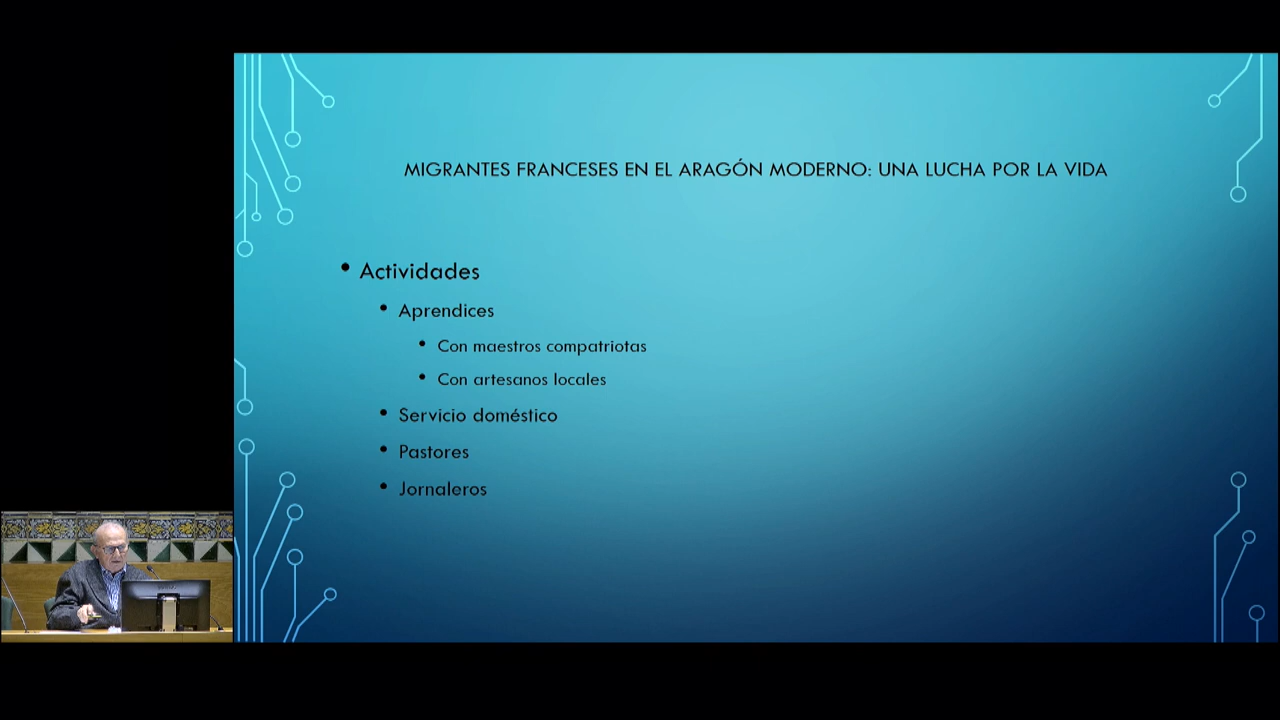 MIGRANTES FRANCESES EN EL ARAGÓN MODERNO: UNA LUCHA POR LA VIDA
• Actividades
• Aprendices
• Con maestros compatriotas
• Con artesanos locales
• Servicio doméstico
• Pastores
• Jornaleros